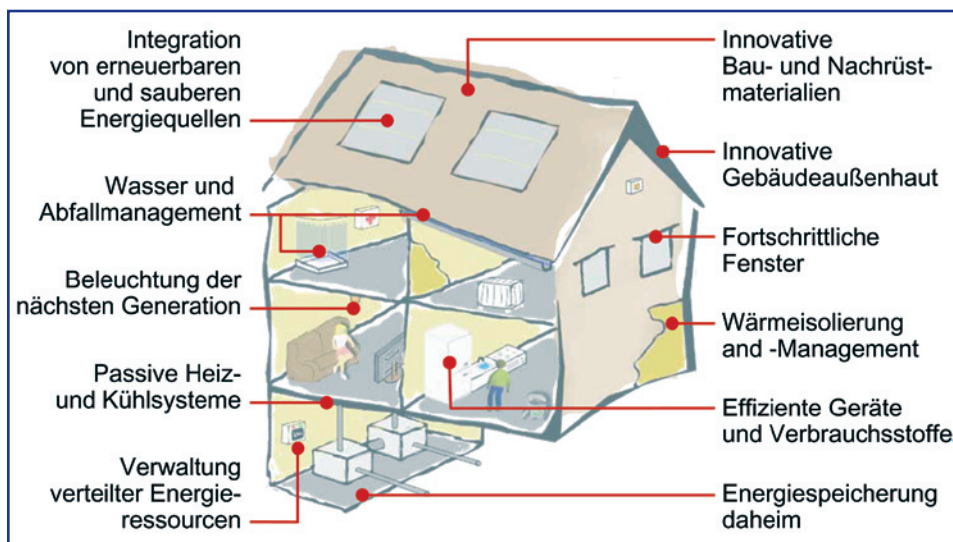 Integration
von erneuerbaren
und sauberen
Energiequellen
Wasser und
Abfallmanagement
Beleuchtung der
nächsten Generation
Passive Heiz-
und Kühlsysteme
Verwaltung
verteilter Energie-
ressourcen
Innovative
Bau- und Nachrüst-
materialien
Innovative
Gebäudeaußenhaut
Fortschrittliche
Fenster
Wärmeisolierung
and -Management
Effiziente Geräte
und Verbrauchsstoffe
Energiespeicherung
daheim